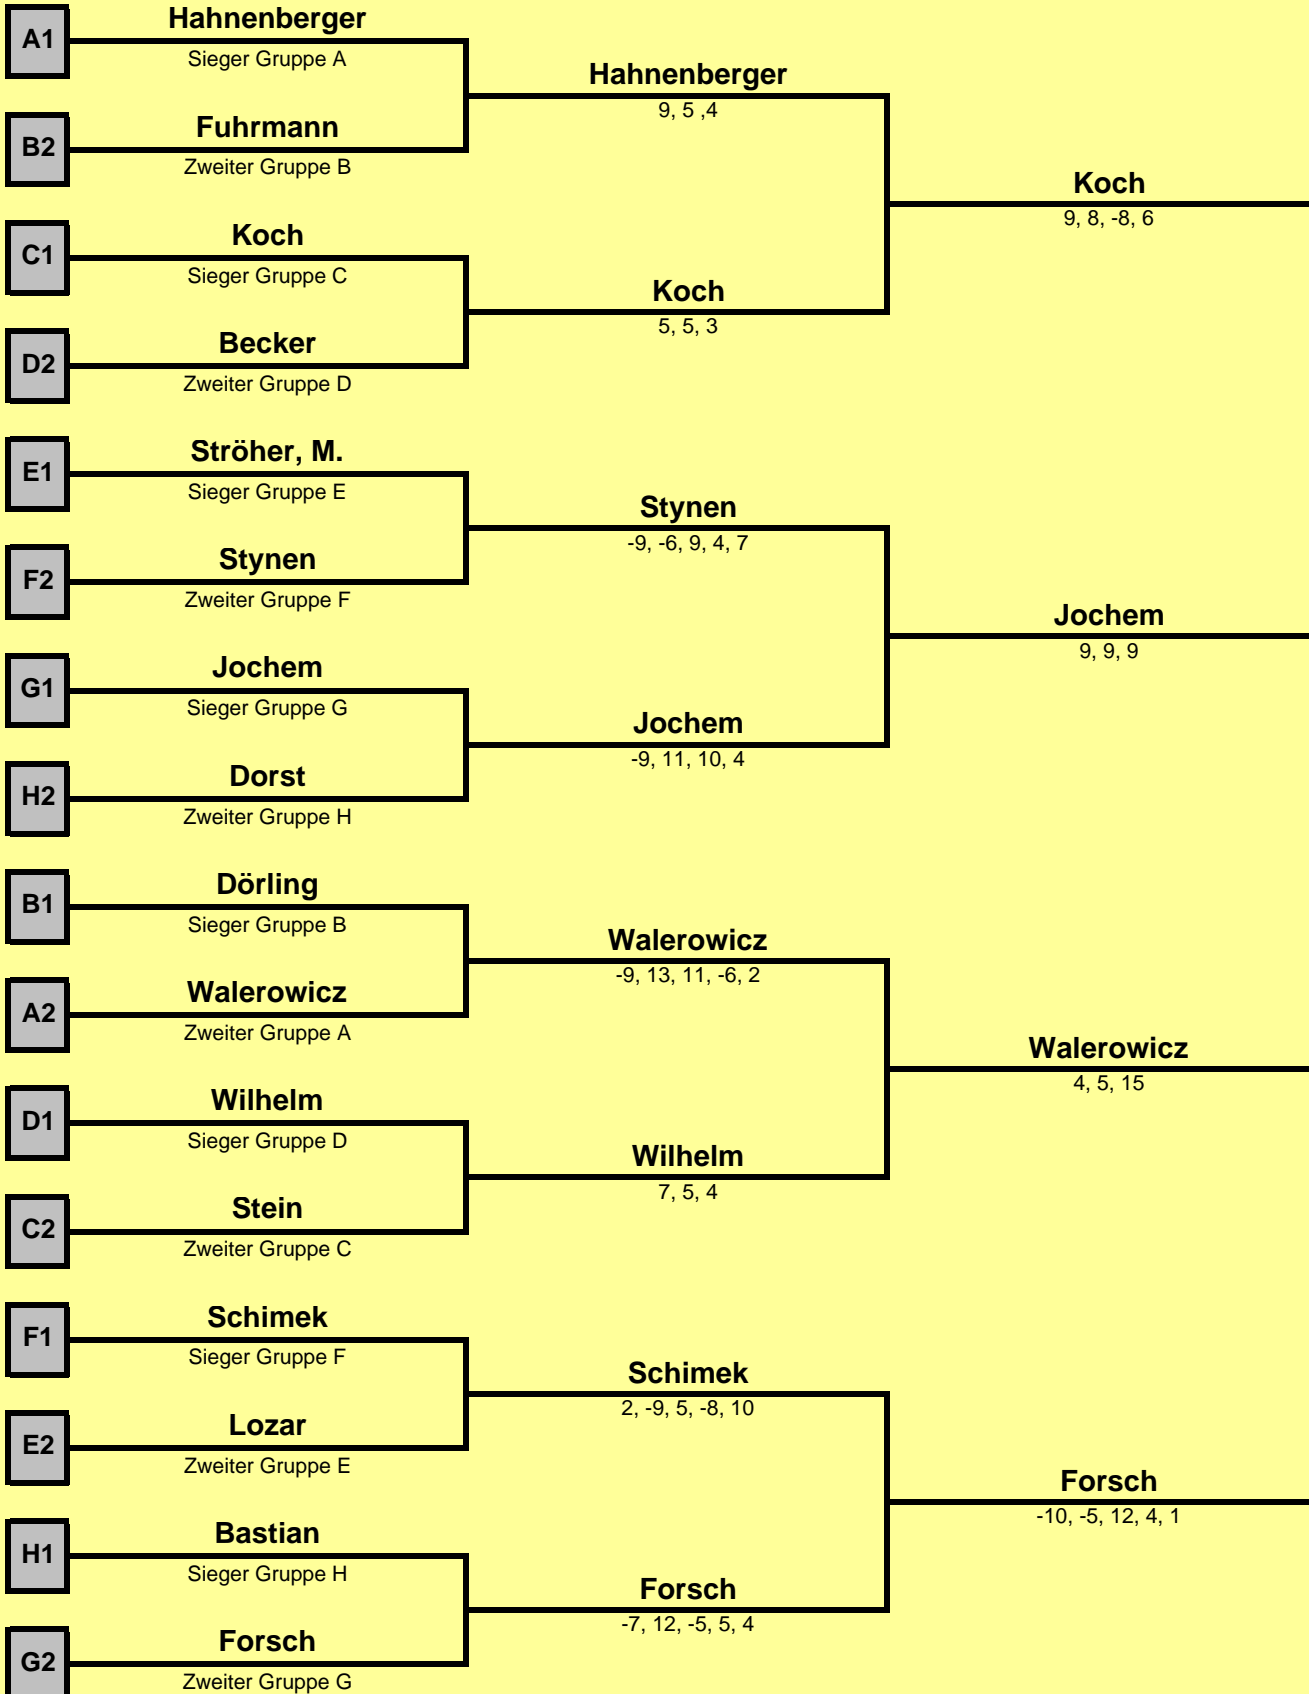 A1
Hahnenberger
Sieger Gruppe A
Hahnenberger
9, 5 ,4
B2
Fuhrmann
Zweiter Gruppe B
Koch
9, 8, -8, 6
C1
Koch
Sieger Gruppe C
Koch
5, 5, 3
D2
Becker
Zweiter Gruppe D
E1
Ströher, M.
Sieger Gruppe E
Stynen
-9, -6, 9, 4, 7
F2
Stynen
Zweiter Gruppe F
Jochem
9, 9, 9
G1
Jochem
Sieger Gruppe G
Jochem
-9, 11, 10, 4
H2
Dorst
Zweiter Gruppe H
B1
Dörling
Sieger Gruppe B
Walerowicz
-9, 13, 11, -6, 2
A2
Walerowicz
Zweiter Gruppe A
Walerowicz
4, 5, 15
D1
Wilhelm
Sieger Gruppe D
Wilhelm
7, 5, 4
C2
Stein
Zweiter Gruppe C
F1
Schimek
Sieger Gruppe F
Schimek
2, -9, 5, -8, 10
E2
Lozar
Zweiter Gruppe E
Forsch
-10, -5, 12, 4, 1
H1
Bastian
Sieger Gruppe H
Forsch
-7, 12, -5, 5, 4
G2
Forsch
Zweiter Gruppe G